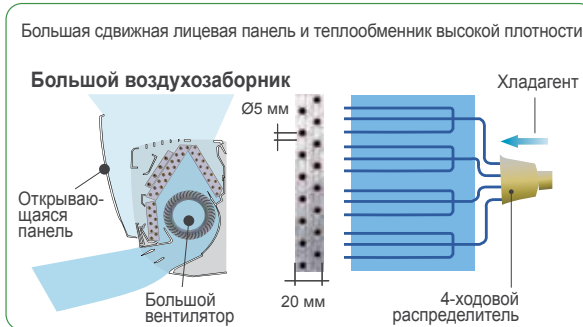 Большая сдвижная лицевая панель и теплообменник высокой плотности
Большой воздухозаборник
Хладагент
Ø5 мм
Открываю-
щаяся
панель
Большой
вентилятор
20 мм
4-ходовой
распределитель